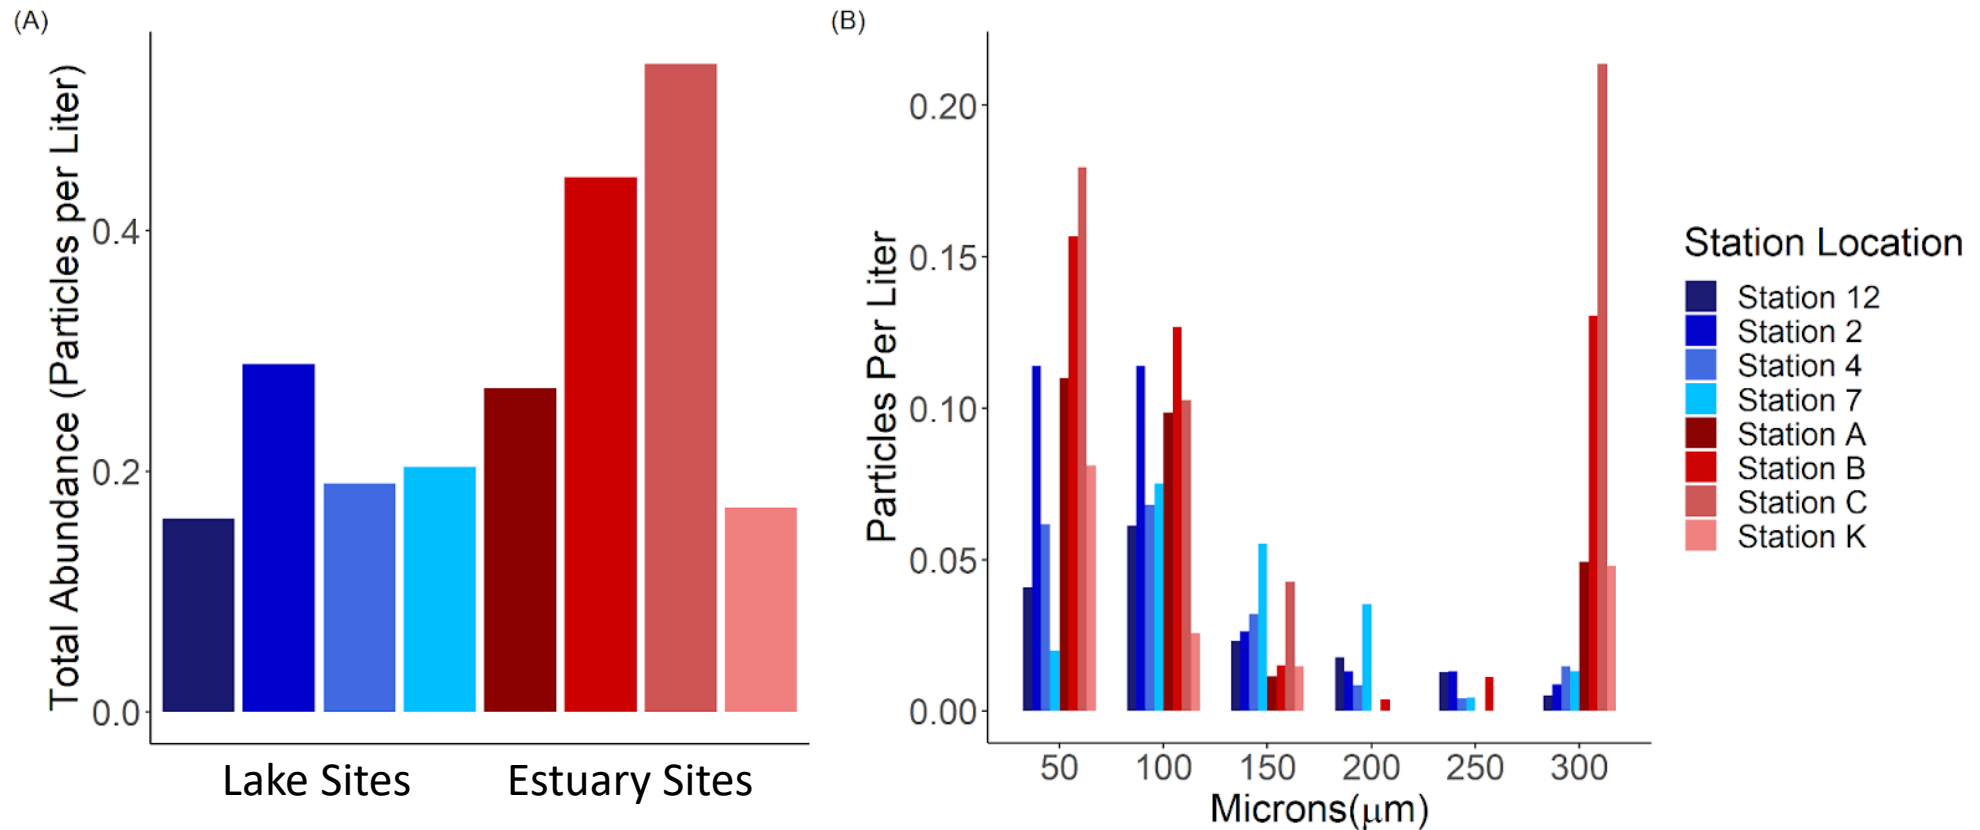 (A)
Total Abundance (Particles per Liter)
0.4
0.2
0.0
Lake Sites
Estuary Sites
(B)
Particles Per Liter
0.20
0.15
0.10
0.05
0.00
50 100 150 200 250 300
Microns(μm)
Station Location
Station 12
Station 2
Station 4
Station 7
Station A
Station B
Station C
Station K